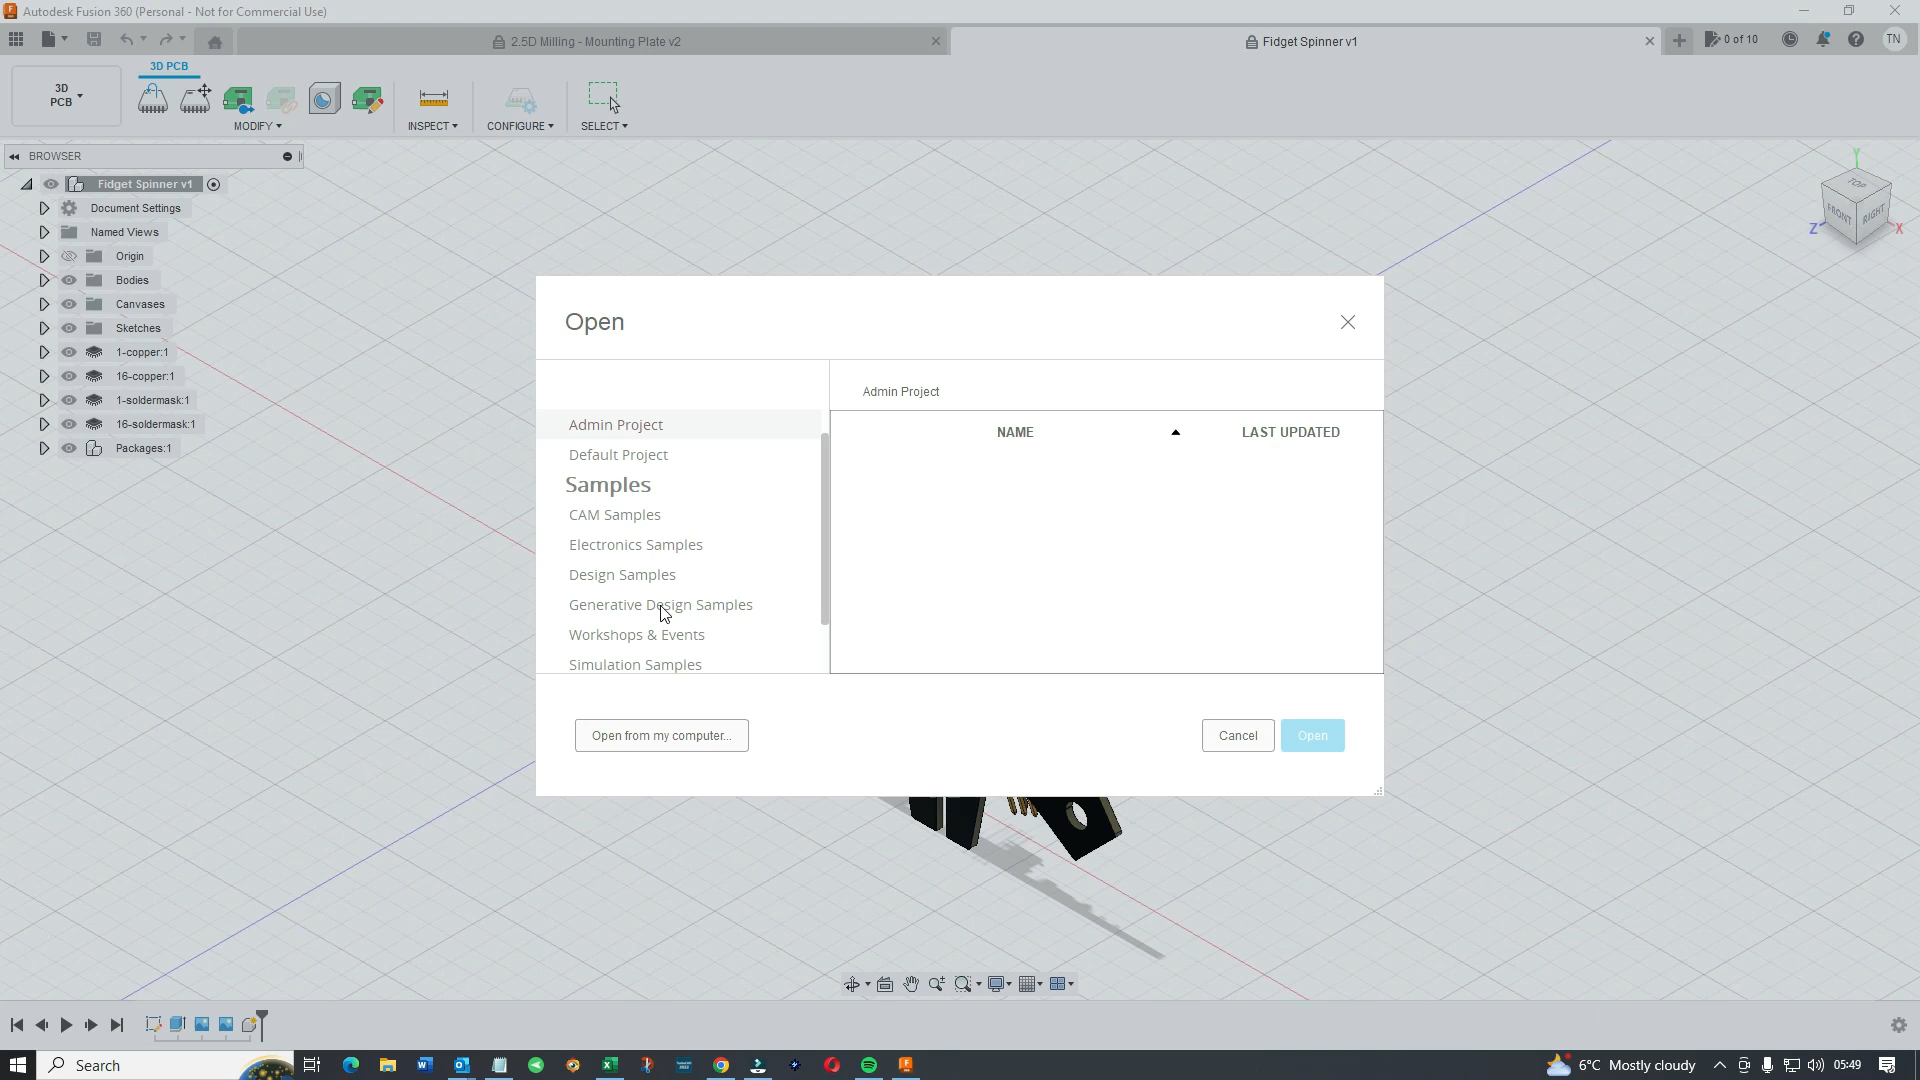 Autodesk Fusion 360 (Personal - Not for Commercial Use)
2.5D Milling - Mounting Plate v2
Fidget Spinner v1
0 of 10
TN
3D PCB
3D
PCB
MODIFY
INSPECT
CONFIGURE
SELECT
BROWSER
Fidget Spinner v1
Document Settings
Named Views
Origin
Bodies
Canvases
Sketches
1-copper:1
16-copper:1
1-soldermask:1
16-soldermask:1
Packages:1
Y
TOP
FRONT
RIGHT
Z
X
Open
Admin Project
NAME
LAST UPDATED
Admin Project
Default Project
Samples
CAM Samples
Electronics Samples
Design Samples
Generative Design Samples
Workshops & Events
Simulation Samples
Open from my computer...
Cancel
Open
Search
6°C Mostly cloudy
05:49